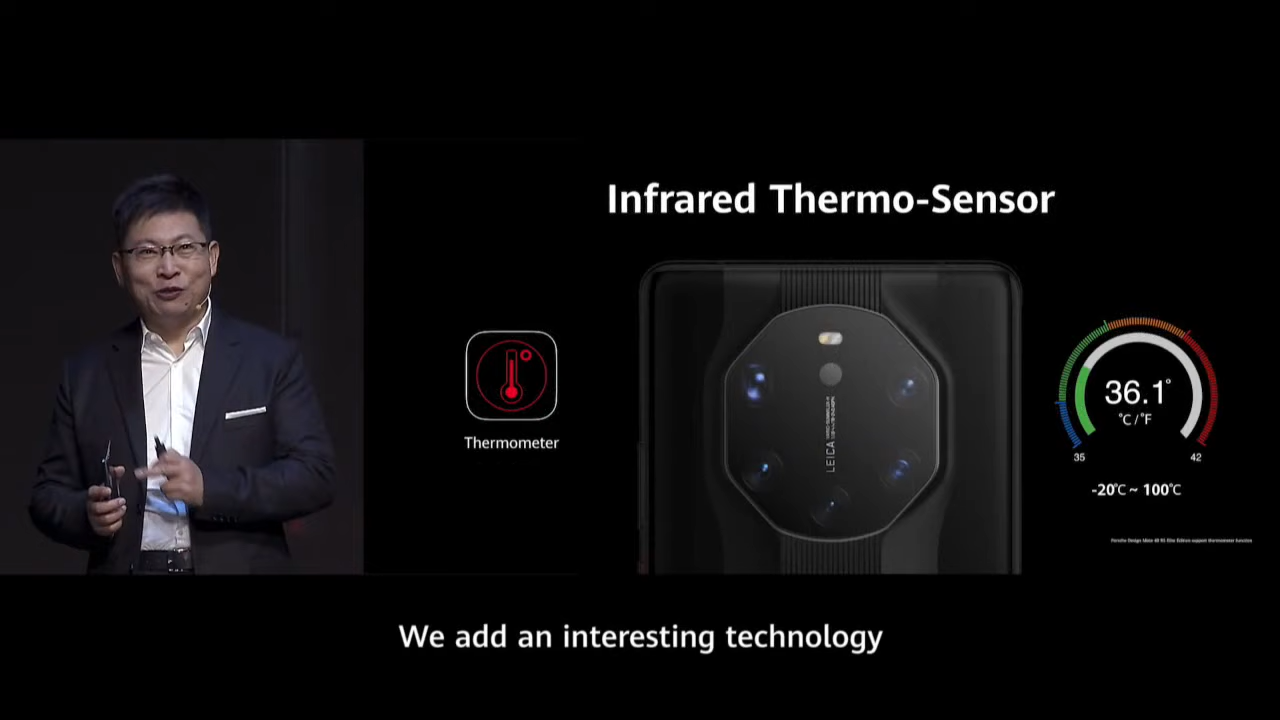 Infrared Thermo-Sensor
Thermometer
LEICA
36.1°
°C / °F
35
42
-20°C ~ 100°C
We add an interesting technology